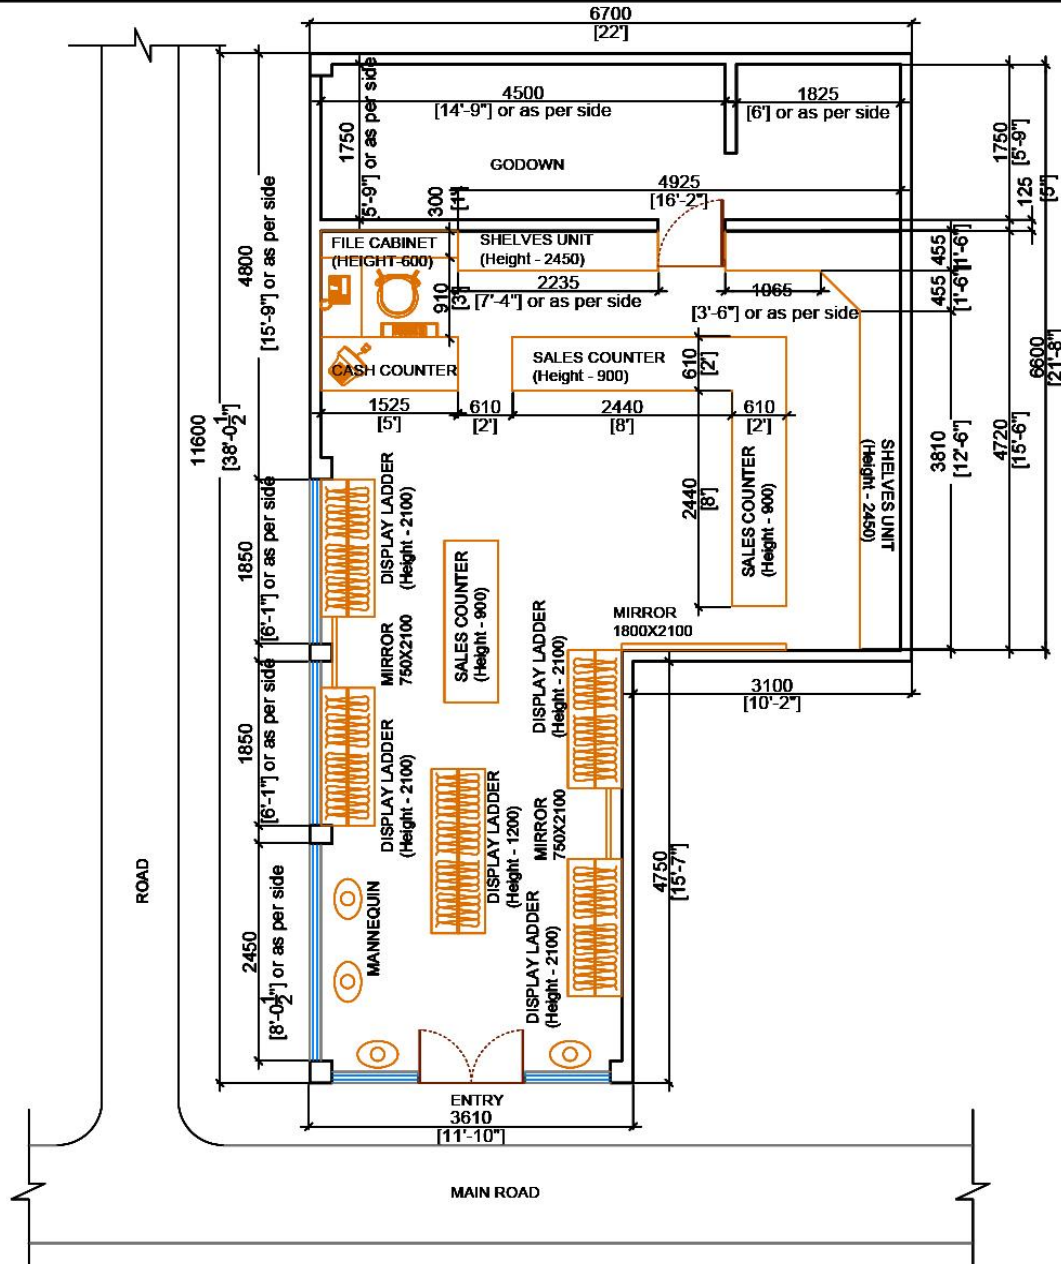 6700
[22']
4500
[14'-9"] or as per side
1825
[6'] or as per side
1750
[5'-9"] or as per side
1750
[5'-9"]
125
[5"]
GODOWN
4925
[16'-2"]
300
[1']
FILE CABINET
(HEIGHT-600)
SHELVES UNIT
(Height - 2450)
455
[1'-6"]
455
[1'-6"]
2235
[7'-4"] or as per side
1065
[3'-6"] or as per side
910
[3']
4800
[15'-9"] or as per side
6600
[21'-8"]
CASH COUNTER
SALES COUNTER
(Height - 900)
610
[2']
1525
[5']
610
[2']
2440
[8']
610
[2']
11600
[38'-0 1/2"]
3810
[12'-6"]
4720
[15'-6"]
SHELVES UNIT
(Height - 2450)
2440
[8']
SALES COUNTER
(Height - 900)
DISPLAY LADDER
(Height - 2100)
1850
[6'-1"] or as per side
SALES COUNTER
(Height - 900)
MIRROR
1800X2100
MIRROR
750X2100
DISPLAY LADDER
(Height - 2100)
3100
[10'-2"]
1850
[6'-1"] or as per side
DISPLAY LADDER
(Height - 2100)
DISPLAY LADDER
(Height - 1200)
MIRROR
750X2100
4750
[15'-7"]
ROAD
MANNEQUIN
2450
[8'-0 1/2"] or as per side
DISPLAY LADDER
(Height - 2100)
ENTRY
3610
[11'-10"]
MAIN ROAD